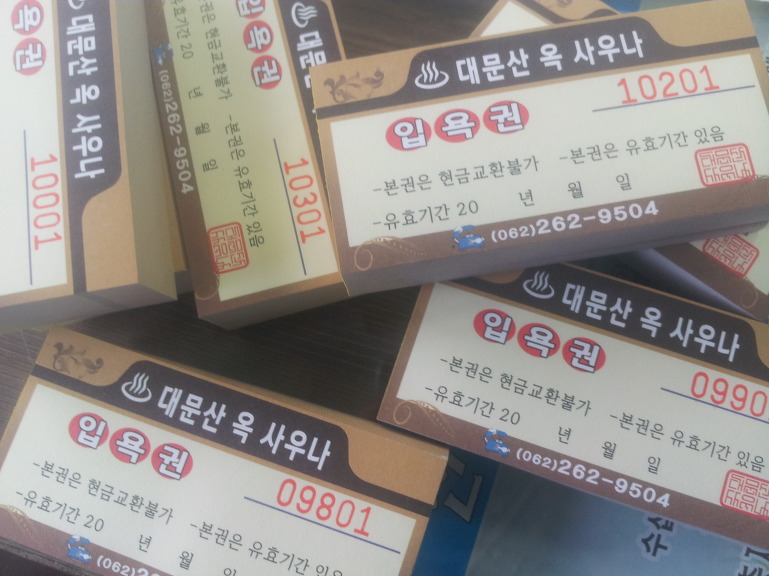 욕권
대문산 옥 사우나
10001
입욕권
대문산
-본권은 현금교환불가 -본권은 유효기간 있음
20 년 월 일
10301
(062)262-9504
대문산 옥 사우나
10201
입욕권
-본권은 현금교환불가 -본권은 유효기간 있음
-유효기간 20 년 월 일
(062)262-9504
대문산 옥 사우나
입욕권
0990
-본권은 현금교환불가 -본권은 유효기간 있음
-유효기간 20 년 월 일
(062)262-9504
대문산 옥 사우나
입욕권
09801
-본권은 현금교환불가 -본권은 유효기간 있음
-유효기간 20 년 월 일
(062)26